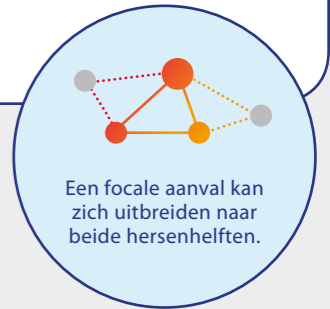 Een focale aanval kan
zich uitbreiden naar
beide hersenhelften.